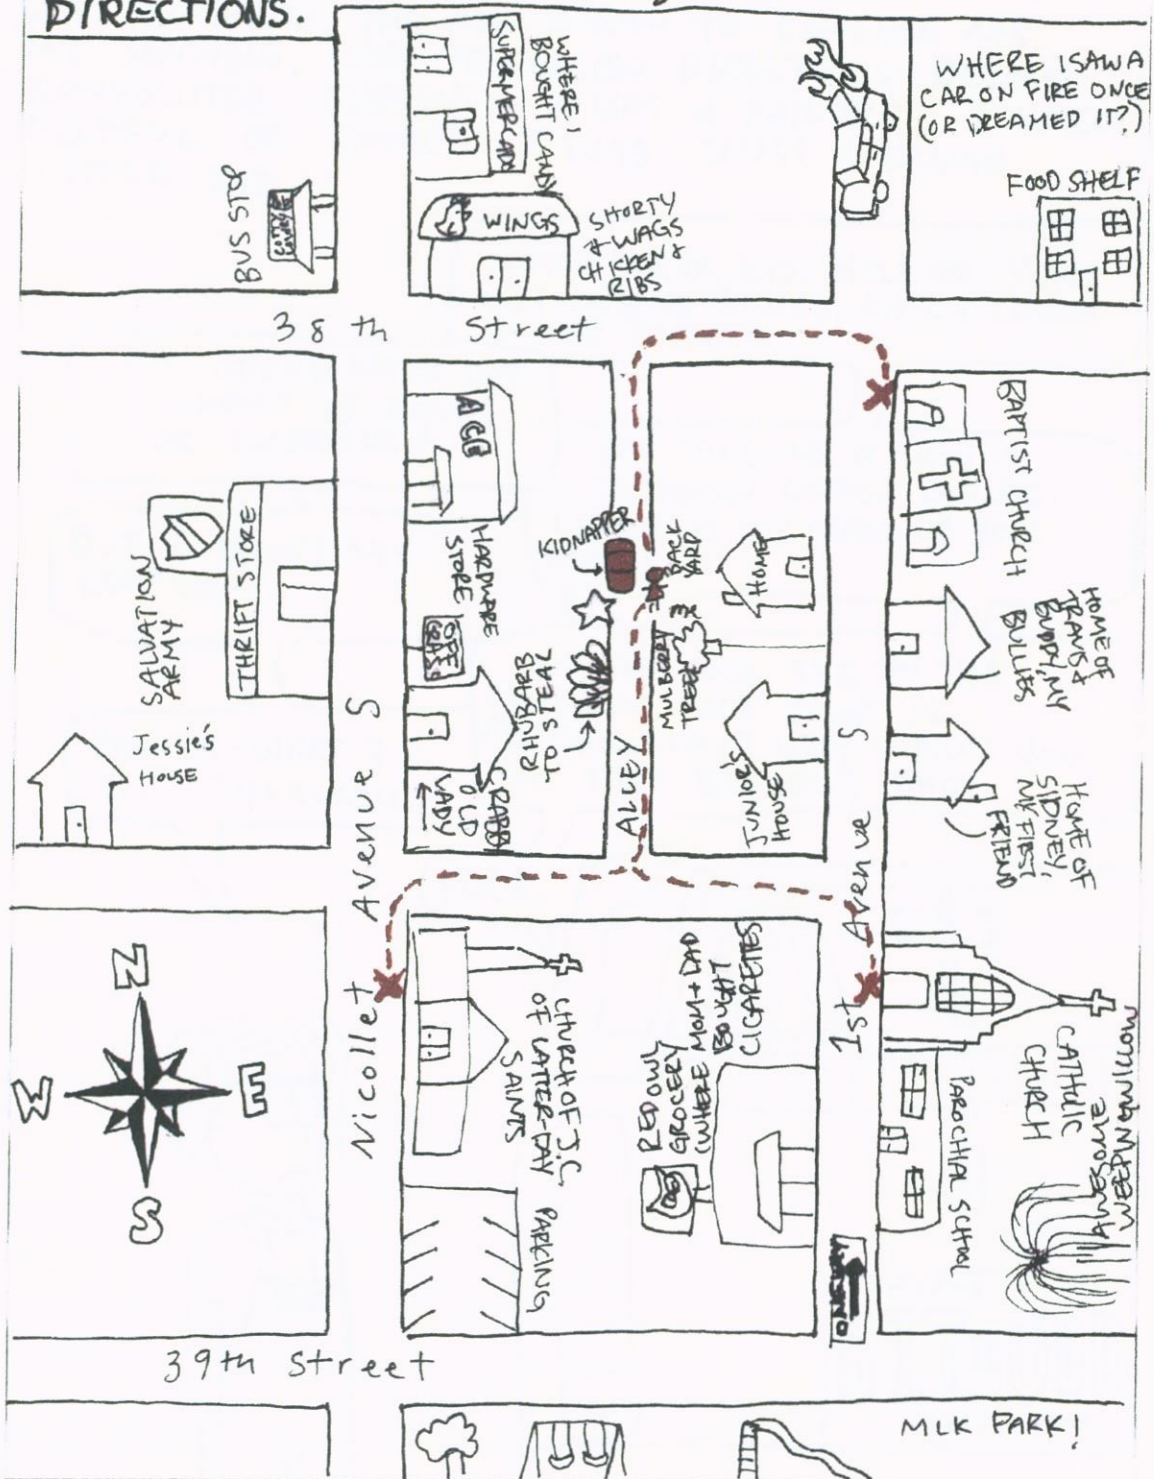 DIRECTIONS.
SUPERMERCADO
WHERE I
BOUGHT CANDY
WHERE I SAW A
CAR ON FIRE ONCE
(OR DREAMED IT?)
FOOD SHELF
BUS STOP
WINGS
SHORTY
& WAGS
CHICKEN &
RIBS
38th Street
ACE
HARDWARE
STORE
KIDNAPPER
BACK
YARD
HOME
BAPTIST CHURCH
HOME OF
TRAVIS &
BUDDY, MY
BULLIES
SALVATION
ARMY
THRIFT STORE
Jessie's
House
MULBERRY
TREE
RHUBARB
TO STEAL
OFF
GRASS!
CRABBY
OLD
LADY
ALLEY
JUNIOR'S
HOUSE
HOME OF
SIDNEY,
MY FIRST
FRIEND
Nicollet Avenue S
1st Avenue S
N
W
E
S
CHURCH OF J.C.
OF LATTER-DAY
SAINTS
PARKING
RED OWL
GROCERY
(WHERE MOM + DAD
BOUGHT
CIGARETTES
CATHOLIC
CHURCH
PAROCHIAL SCHOOL
AWESOME
WEEPING WILLOW
ONE WAY
39th Street
MLK PARK!